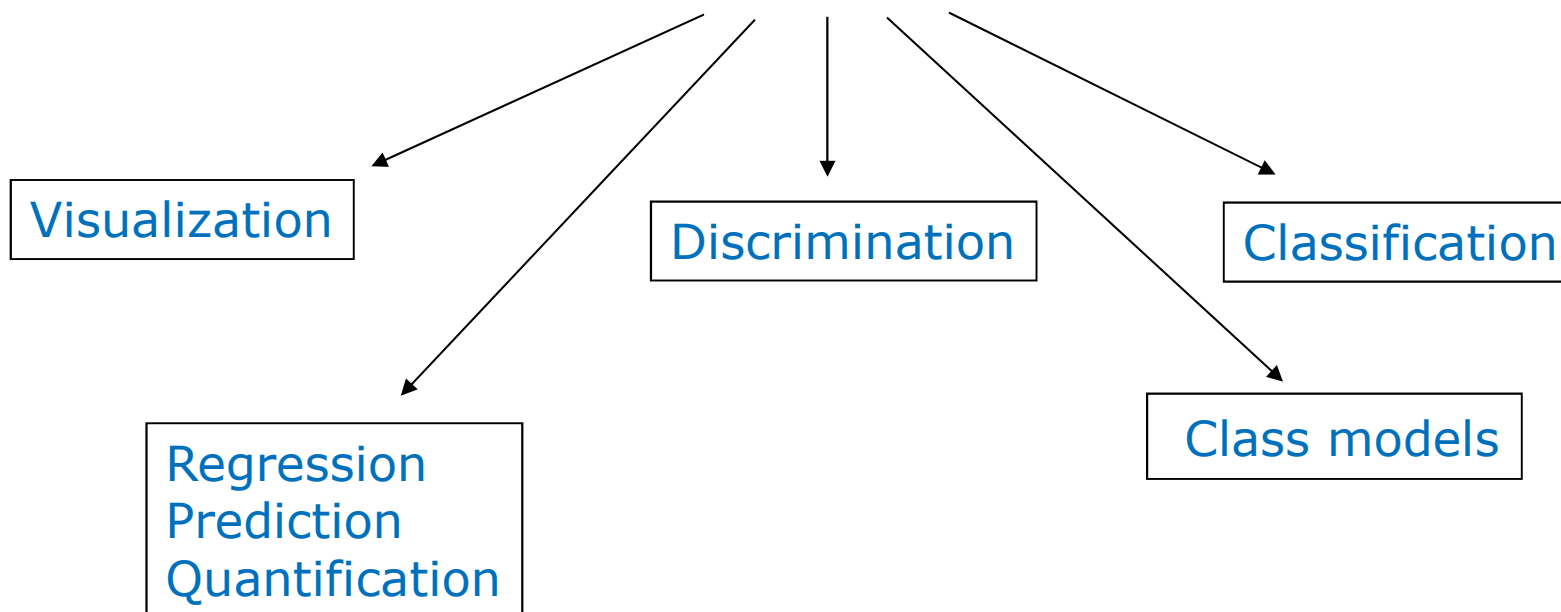 Visualization
Discrimination
Classification
Regression
Prediction
Quantification
Class models